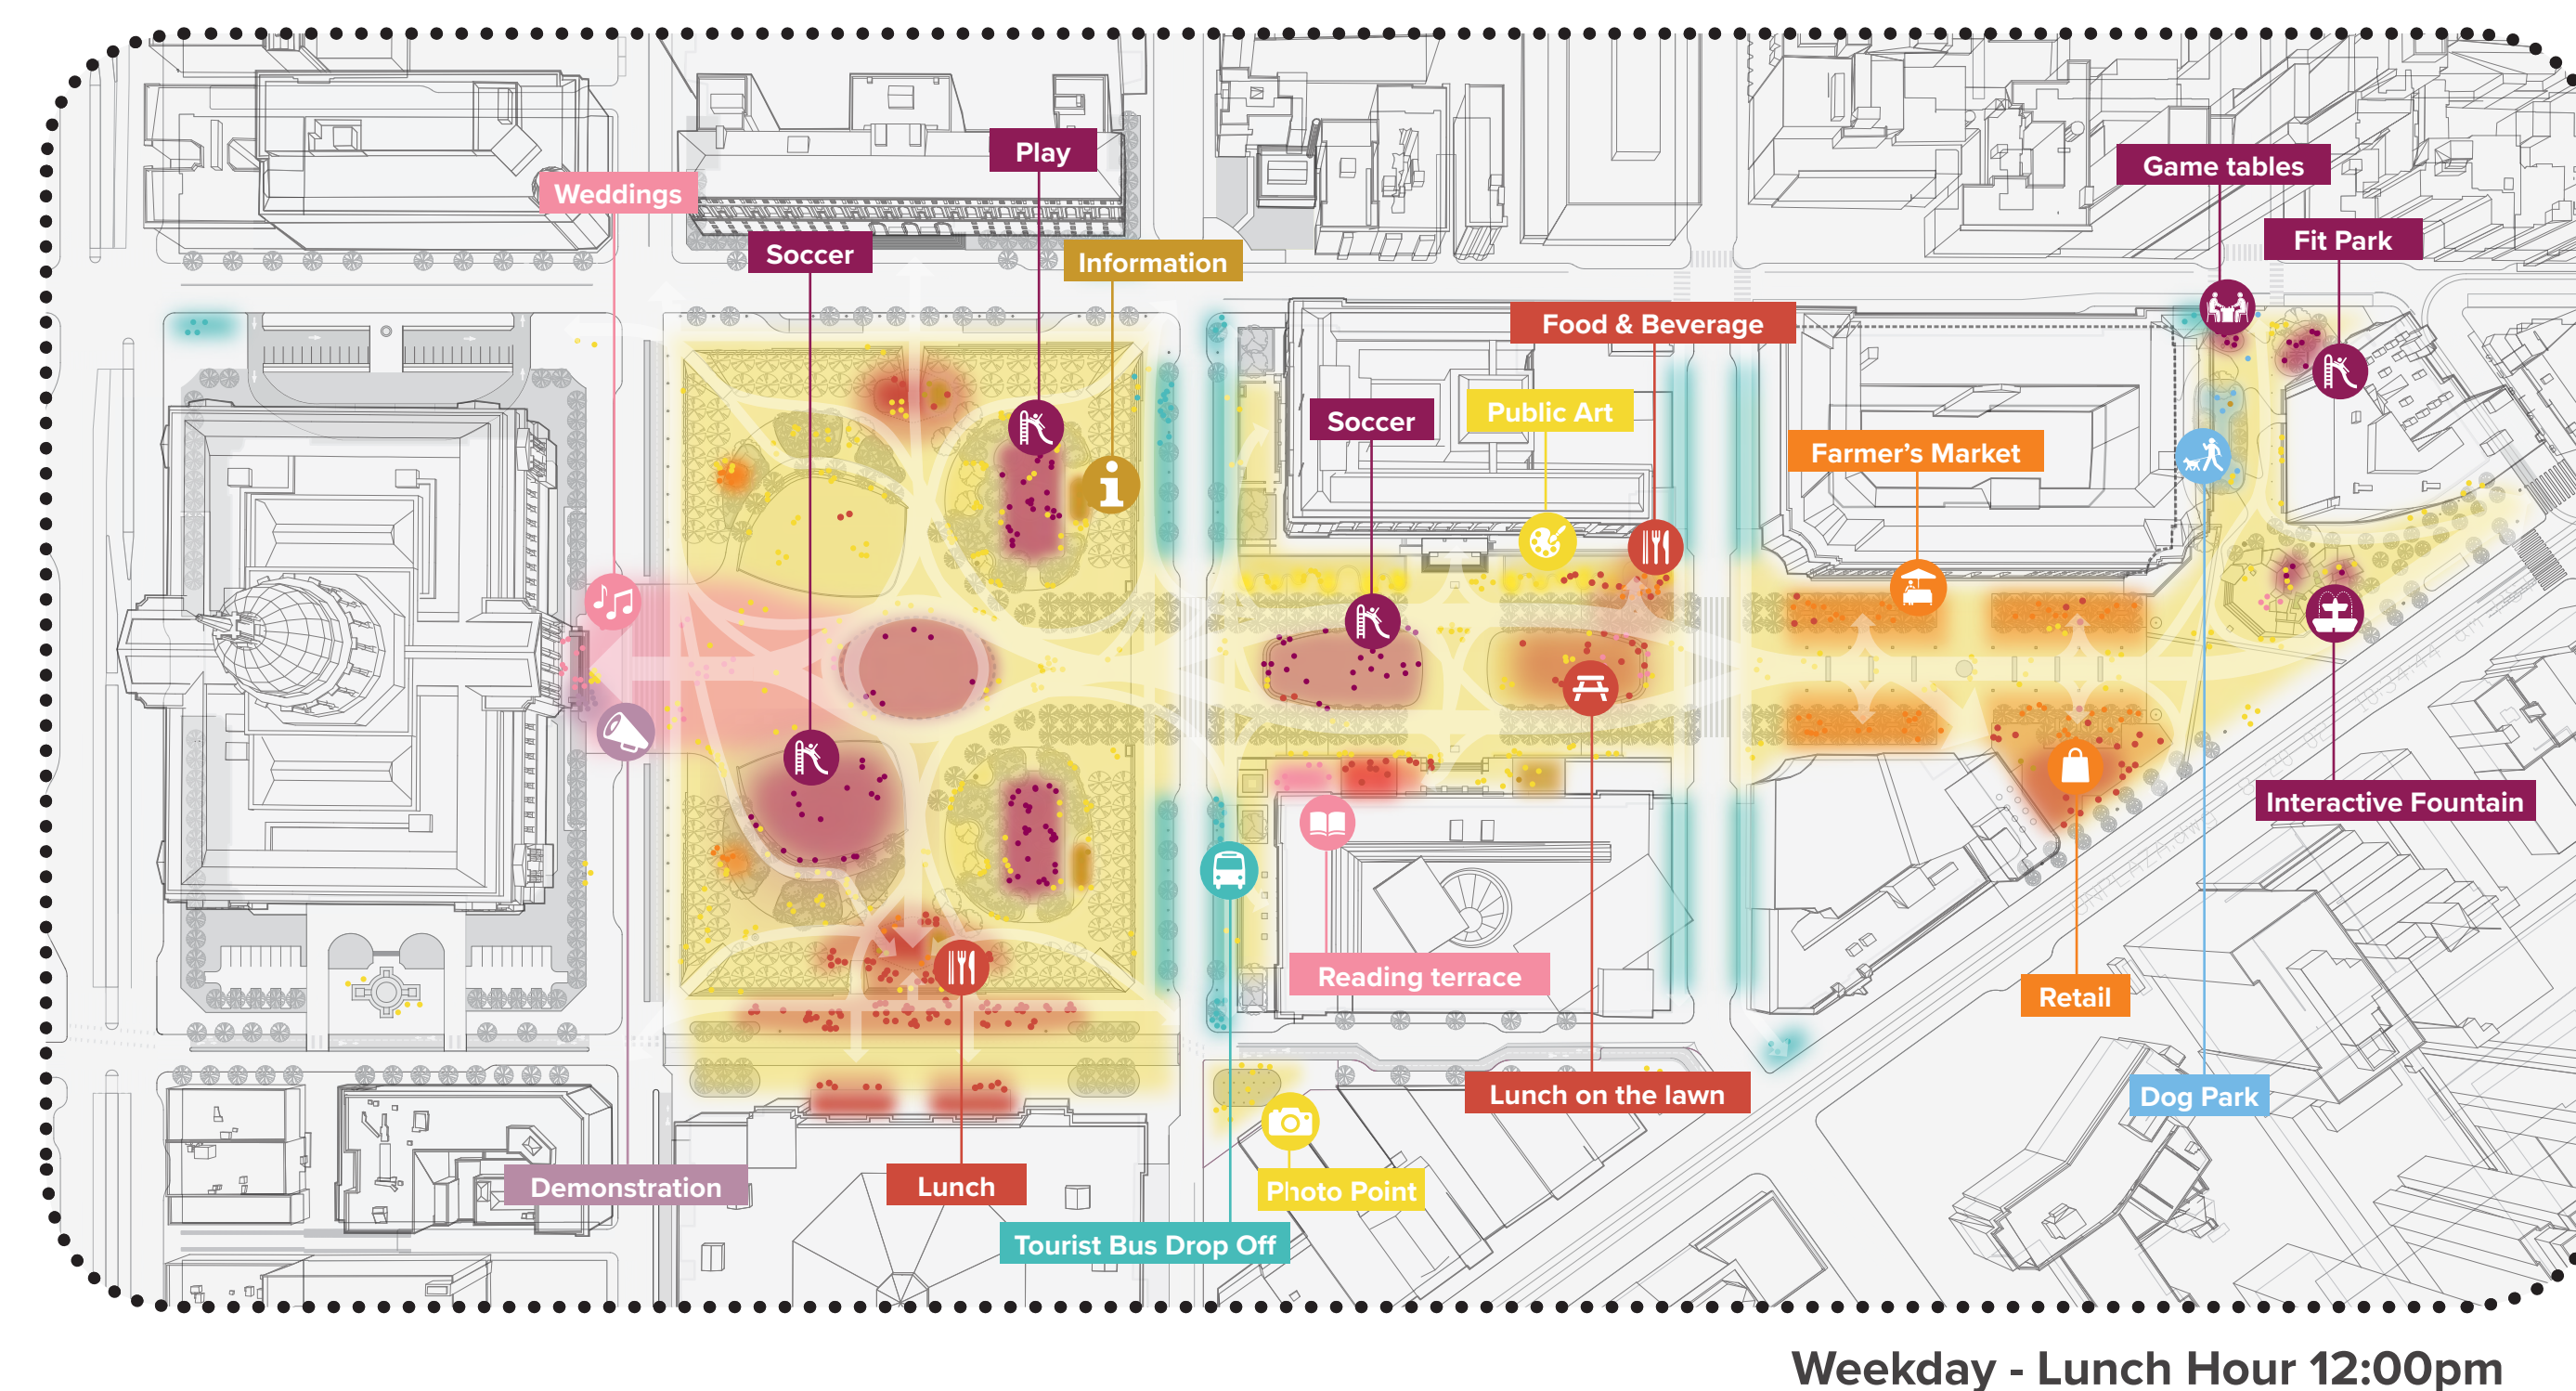 Play
Game tables
Weddings
Fit Park
Soccer
Information
Food & Beverage
Public Art
Soccer
Farmer's Market
Interactive Fountain
Reading terrace
Retail
Lunch on the lawn
Dog Park
Demonstration
Lunch
Photo Point
Tourist Bus Drop Off
Weekday - Lunch Hour 12:00pm